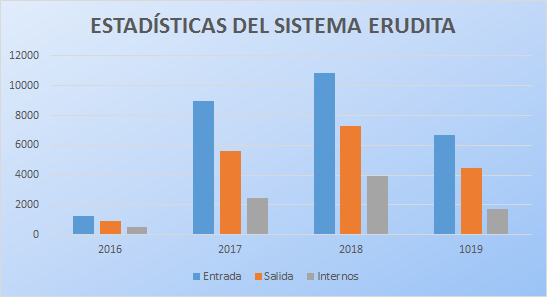 ESTADÍSTICAS DEL SISTEMA ERUDITA
12000
10000
8000
6000
4000
2000
0
2016 2017 2018 1019
Entrada Salida Internos